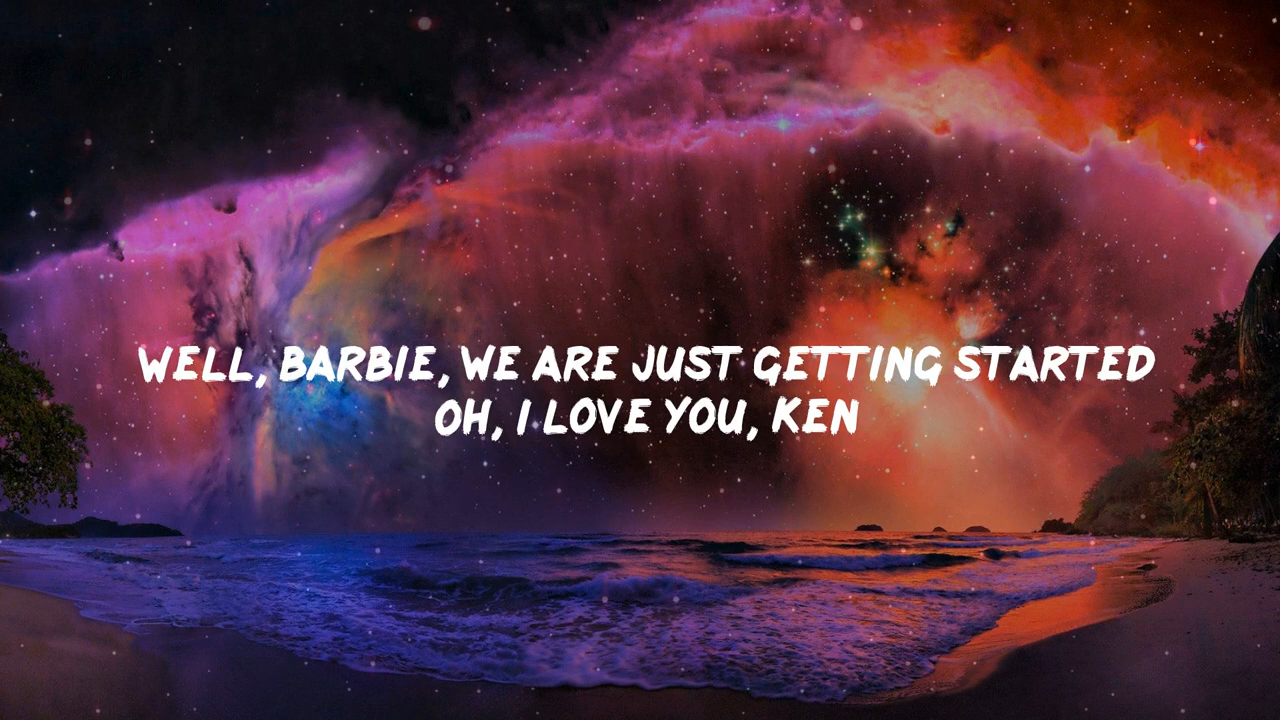 WELL, BARBIE, WE ARE JUST GETTING STARTED
OH, I LOVE YOU, KEN